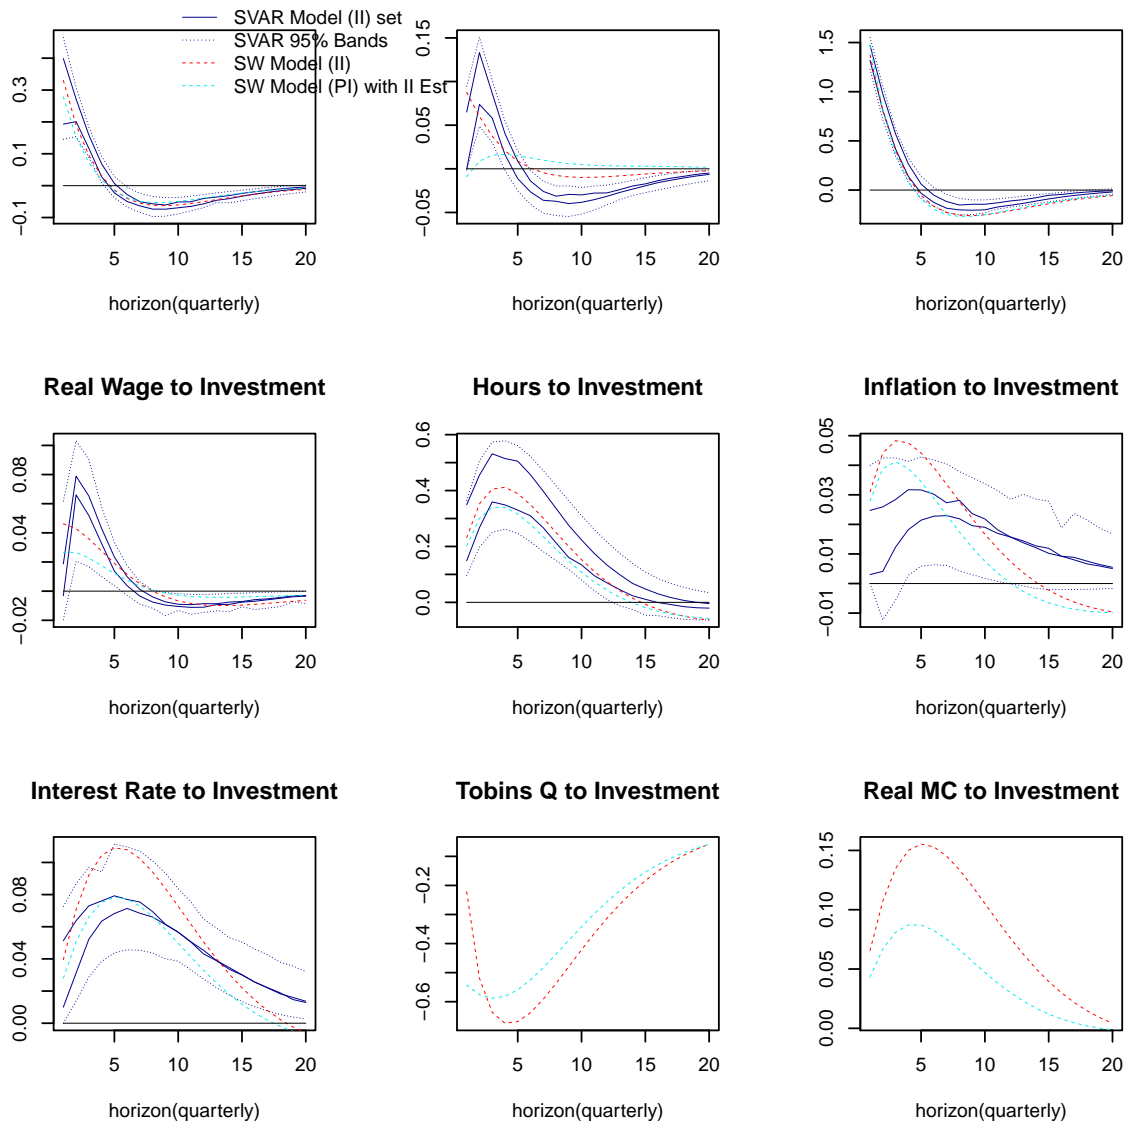 SVAR Model (II) set
SVAR 95% Bands
SW Model (II)
SW Model (PI) with II Est
0.3
0.1
−0.1
5 10 15 20
horizon(quarterly)
0.15
0.05
−0.05
5 10 15 20
horizon(quarterly)
1.5
1.0
0.5
0.0
5 10 15 20
horizon(quarterly)
Real Wage to Investment
0.08
0.04
−0.02
5 10 15 20
horizon(quarterly)
Hours to Investment
0.6
0.4
0.2
0.0
5 10 15 20
horizon(quarterly)
Inflation to Investment
0.05
0.03
0.01
−0.01
5 10 15 20
horizon(quarterly)
Interest Rate to Investment
0.08
0.04
0.00
5 10 15 20
horizon(quarterly)
Tobins Q to Investment
−0.2
−0.4
−0.6
5 10 15 20
horizon(quarterly)
Real MC to Investment
0.15
0.10
0.05
0.00
5 10 15 20
horizon(quarterly)